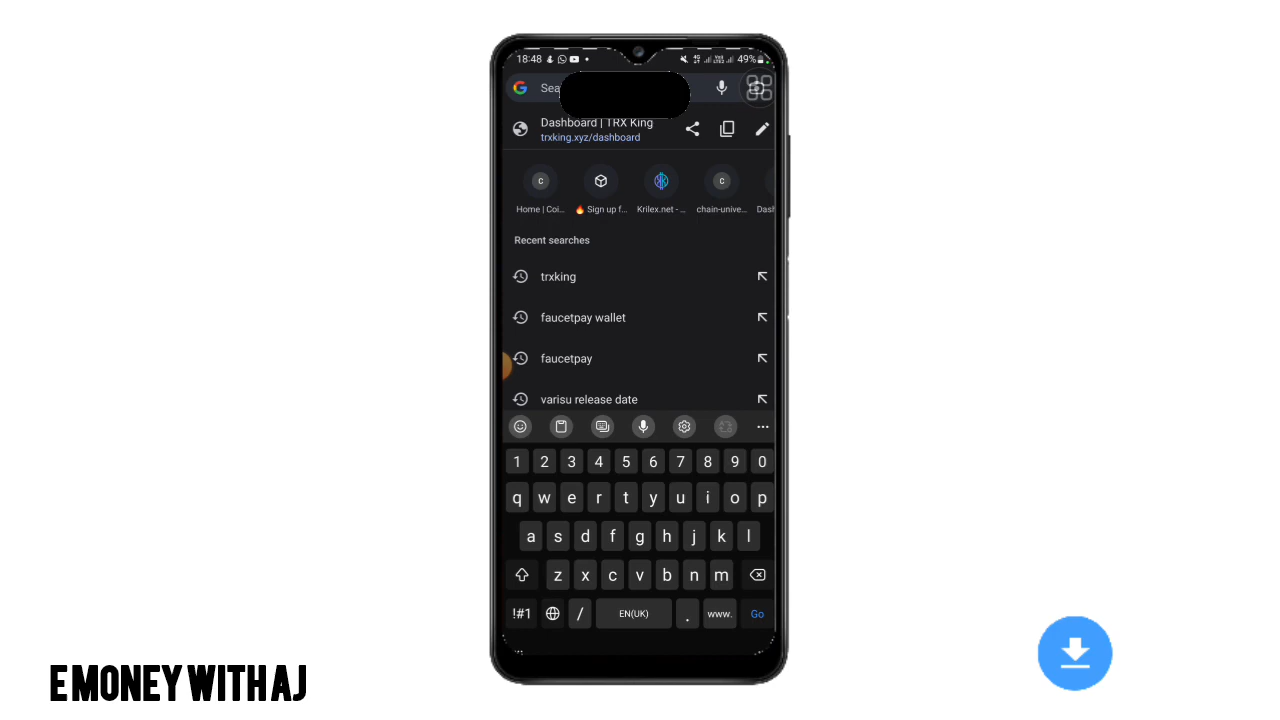 18:48 49%
Sea
Dashboard | TRX King
trxking.xyz/dashboard
C C
Home | Coi... 🔥 Sign up f... Krilex.net - ... chain-unive... Dash
Recent searches
trxking
faucetpay wallet
faucetpay
varisu release date
1 2 3 4 5 6 7 8 9 0
q w e r t y u i o p
a s d f g h j k l
z x c v b n m
!#1 / EN(UK) . www. Go
E MONEY WITH AJ